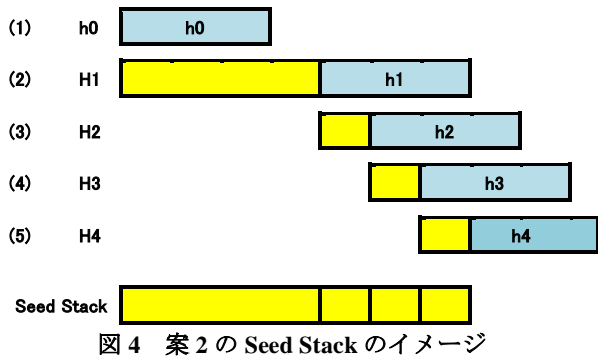 (1) h0 h0
(2) H1 h1
(3) H2 h2
(4) H3 h3
(5) H4 h4
Seed Stack
図 4 案 2 の Seed Stack のイメージ